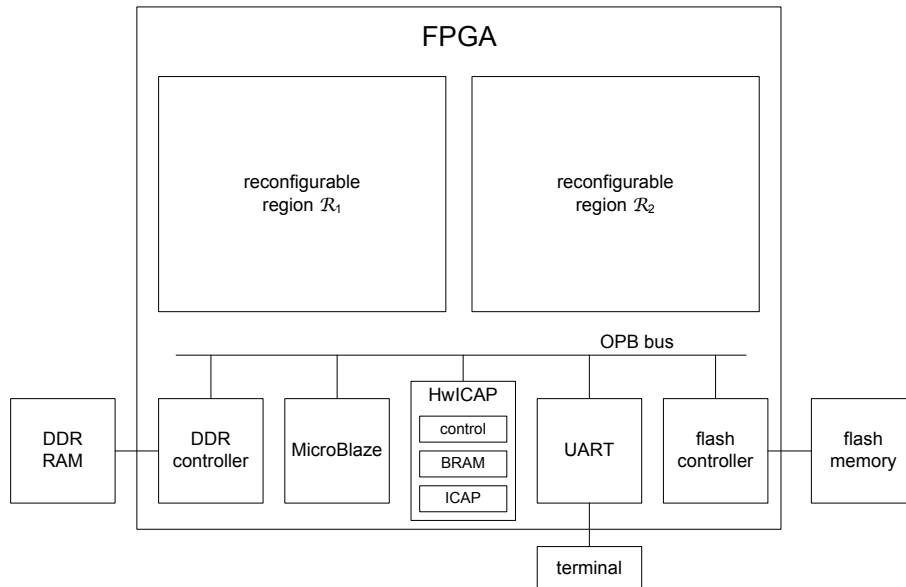 FPGA
reconfigurable
region ℛ₁
reconfigurable
region ℛ₂
OPB bus
DDR
RAM
DDR
controller
MicroBlaze
HwICAP
control
BRAM
ICAP
UART
flash
controller
flash
memory
terminal